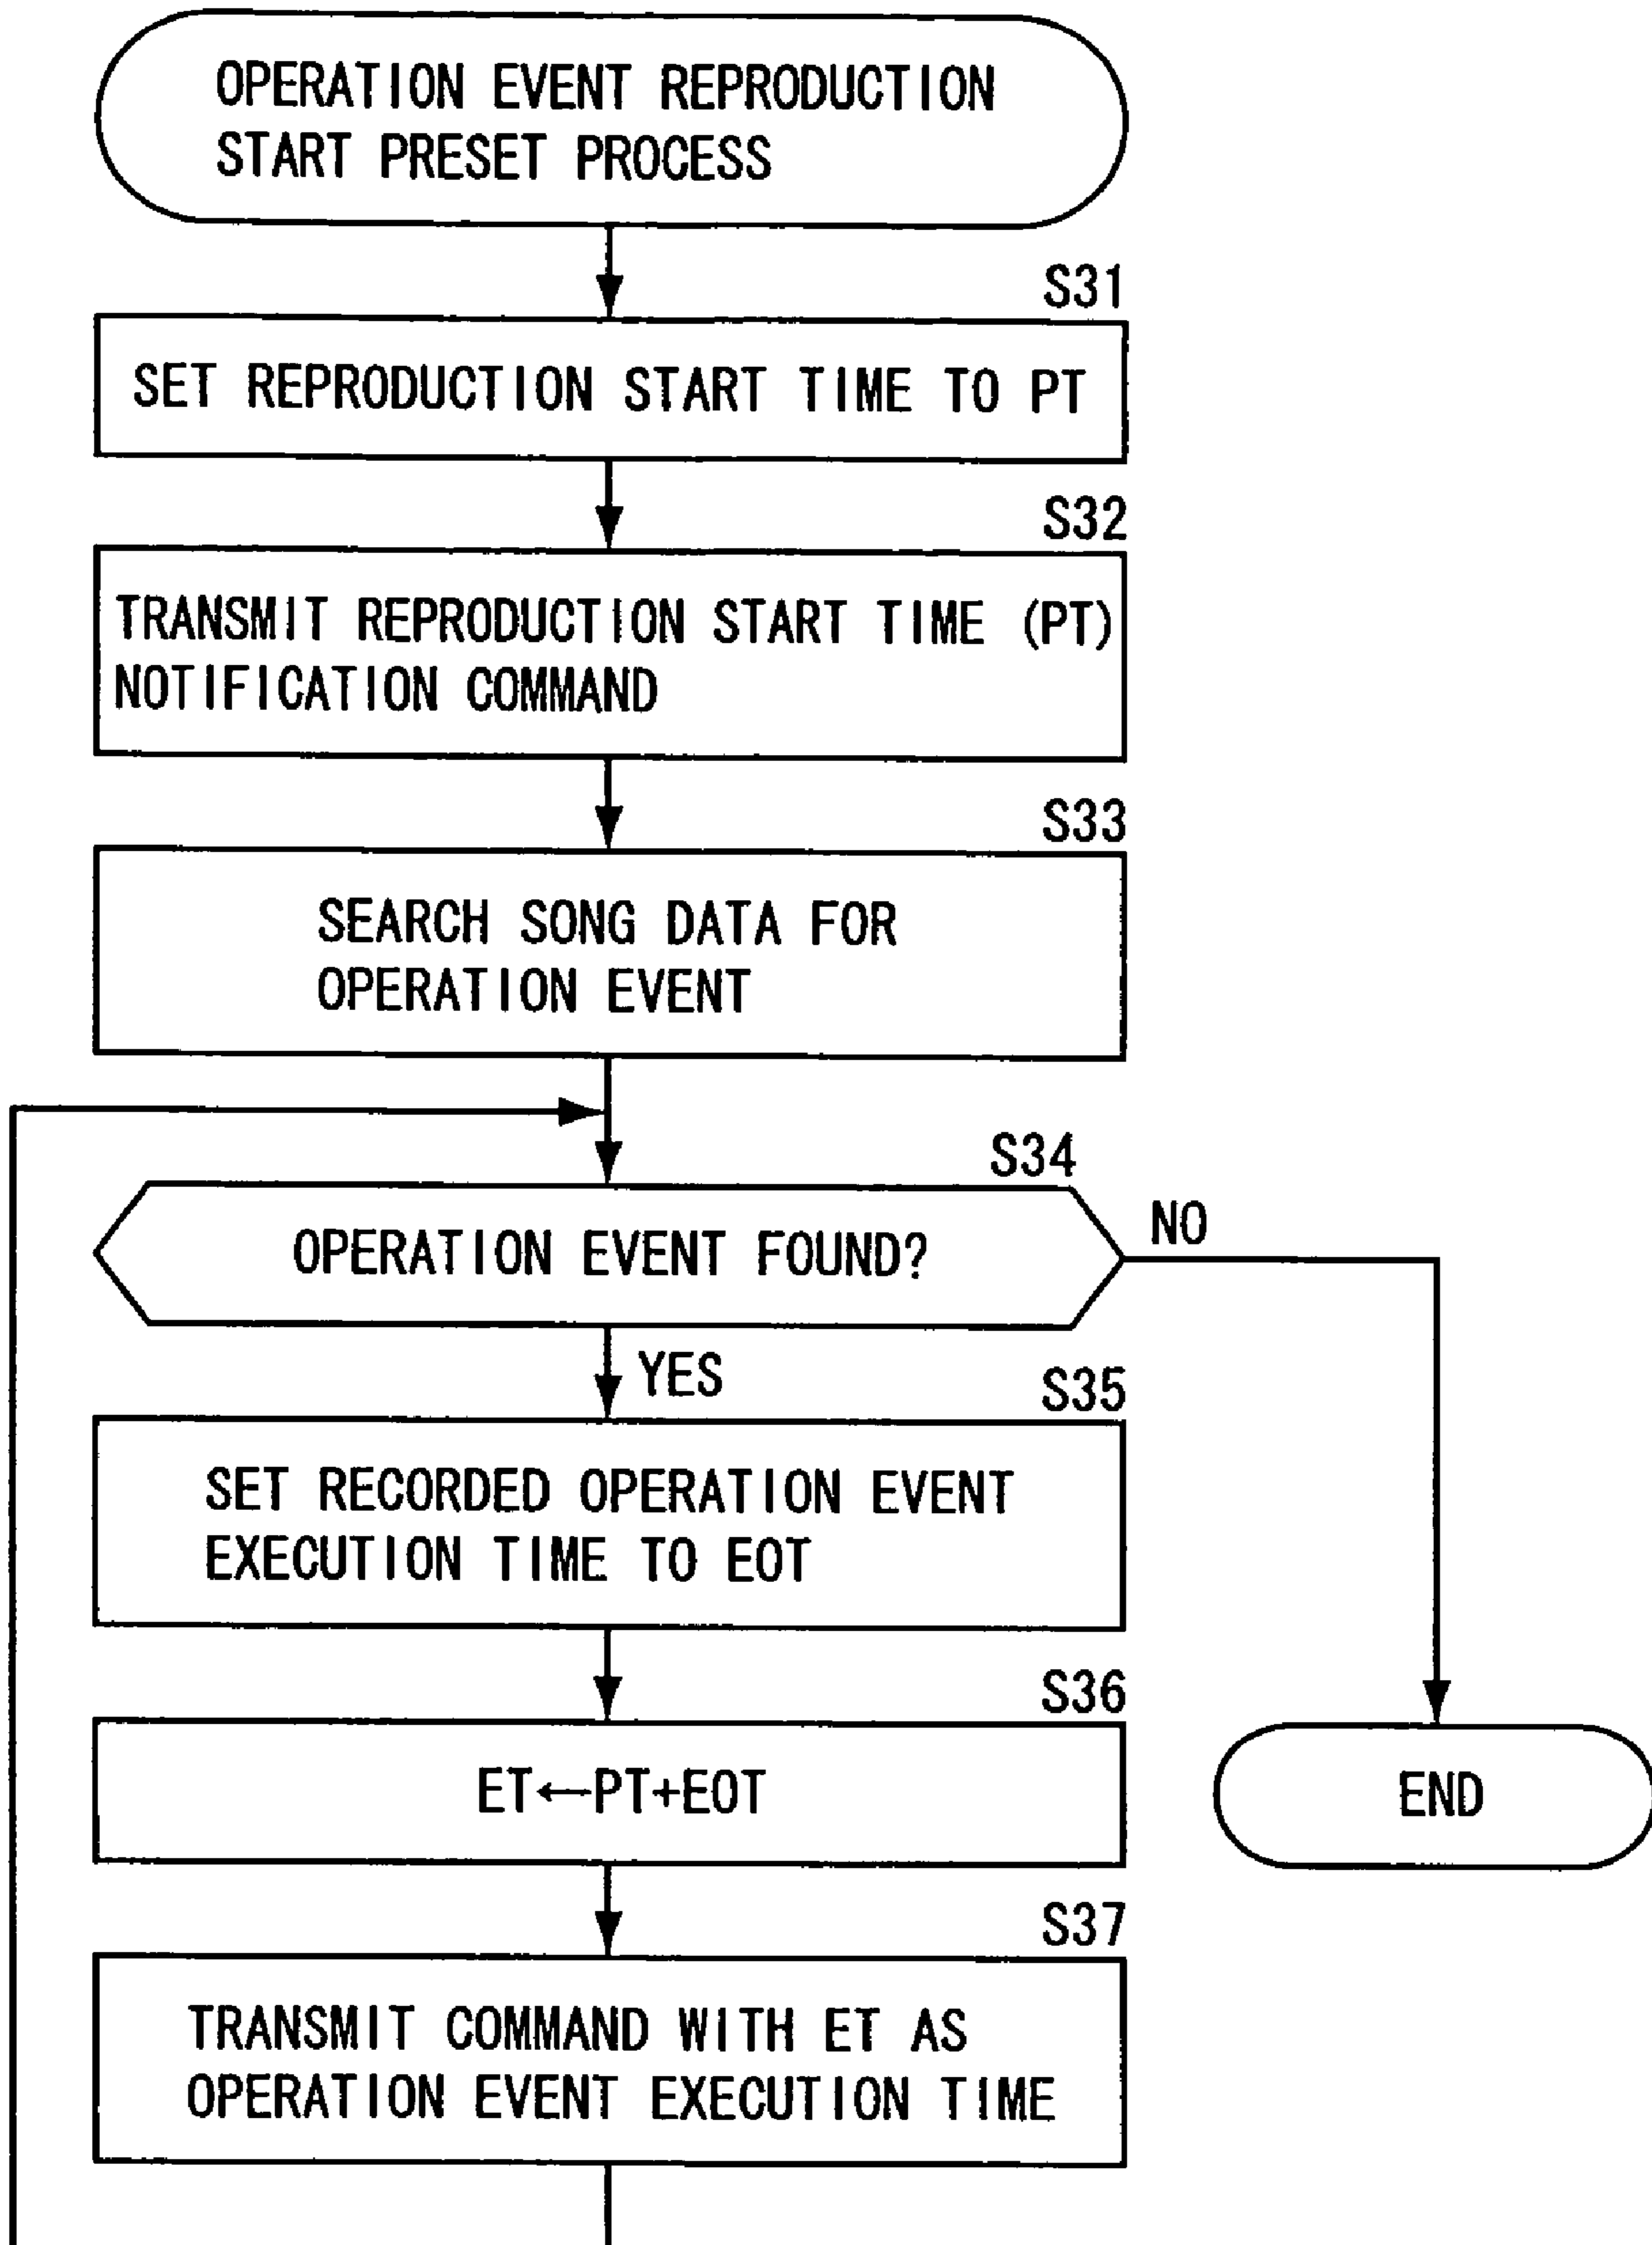 OPERATION EVENT REPRODUCTION
START PRESET PROCESS
S31
SET REPRODUCTION START TIME TO PT
S32
TRANSMIT REPRODUCTION START TIME (PT)
NOTIFICATION COMMAND
S33
SEARCH SONG DATA FOR
OPERATION EVENT
S34
OPERATION EVENT FOUND?
NO
YES
S35
SET RECORDED OPERATION EVENT
EXECUTION TIME TO EOT
S36
ET←PT+EOT
END
S37
TRANSMIT COMMAND WITH ET AS
OPERATION EVENT EXECUTION TIME